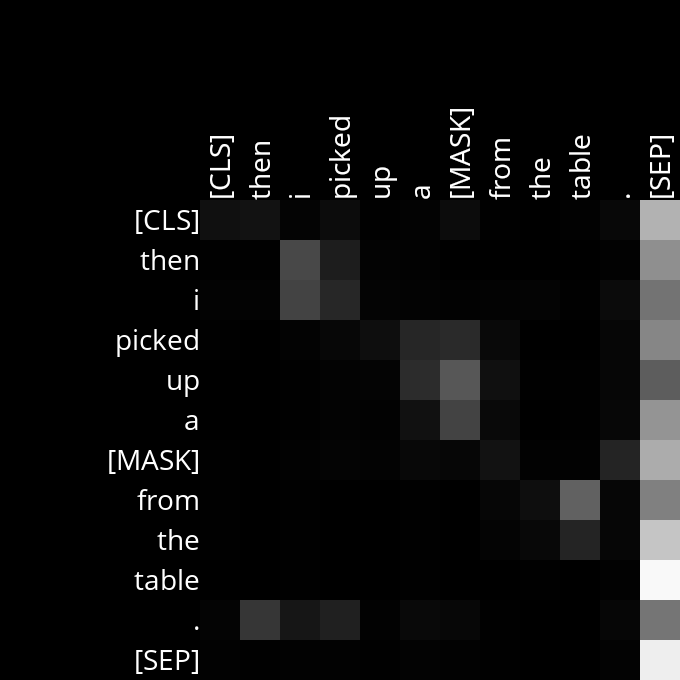 [CLS] then i picked up a [MASK] from the table . [SEP]
[CLS]
then
i
picked
up
a
[MASK]
from
the
table
.
[SEP]